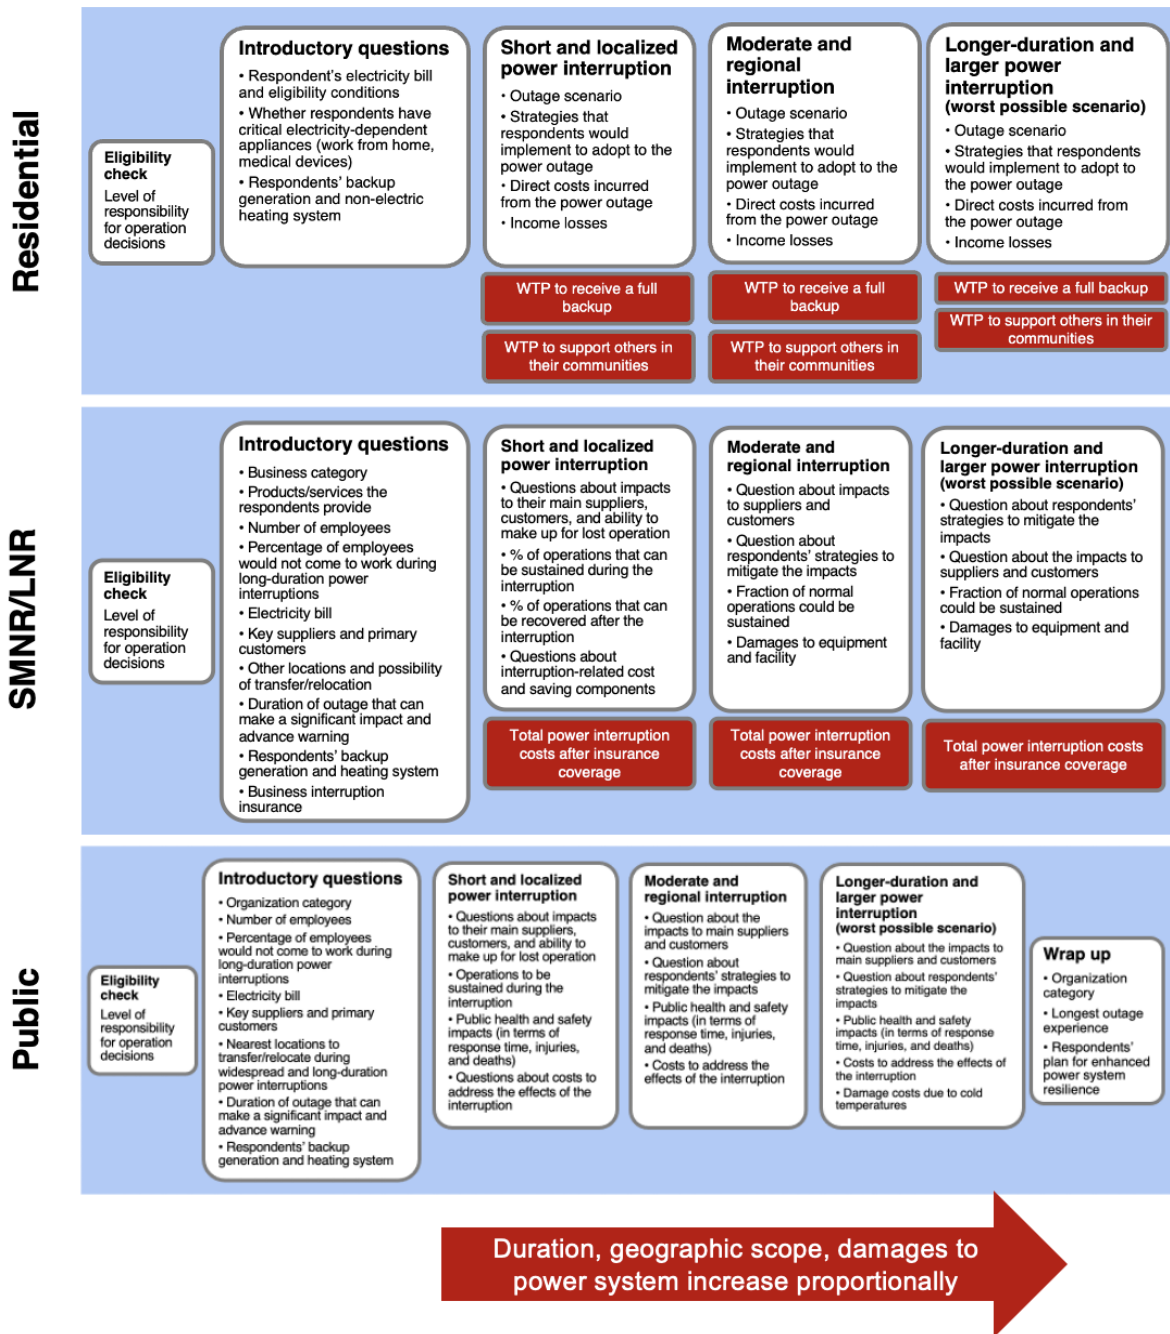 Residential
Eligibility
check
Level of
responsibility
for operation
decisions
Introductory questions
• Respondent's electricity bill
and eligibility conditions
• Whether respondents have
critical electricity-dependent
appliances (work from home,
medical devices)
• Respondents' backup
generation and non-electric
heating system
Short and localized
power interruption
• Outage scenario
• Strategies that
respondents would
implement to adopt to the
power outage
• Direct costs incurred
from the power outage
• Income losses
WTP to receive a full
backup
WTP to support others in
their communities
Moderate and
regional
interruption
• Outage scenario
• Strategies that
respondents would
implement to adopt to the
power outage
• Direct costs incurred
from the power outage
• Income losses
WTP to receive a full
backup
WTP to support others in
their communities
Longer-duration and
larger power
interruption
(worst possible scenario)
• Outage scenario
• Strategies that respondents
would implement to adopt to
the power outage
• Direct costs incurred from
the power outage
• Income losses
WTP to receive a full backup
WTP to support others in their
communities
SMNR/LNR
Eligibility
check
Level of
responsibility
for operation
decisions
Introductory questions
• Business category
• Products/services the
respondents provide
• Number of employees
• Percentage of employees
would not come to work during
long-duration power
interruptions
• Electricity bill
• Key suppliers and primary
customers
• Other locations and possibility
of transfer/relocation
• Duration of outage that can
make a significant impact and
advance warning
• Respondents' backup
generation and heating system
• Business interruption
insurance
Short and localized
power interruption
• Questions about impacts
to their main suppliers,
customers, and ability to
make up for lost operation
• % of operations that can
be sustained during the
interruption
• % of operations that can
be recovered after the
interruption
• Questions about
interruption-related cost
and saving components
Total power interruption
costs after insurance
coverage
Moderate and
regional interruption
• Question about impacts
to suppliers and
customers
• Question about
respondents' strategies to
mitigate the impacts
• Fraction of normal
operations could be
sustained
• Damages to equipment
and facility
Total power interruption
costs after insurance
coverage
Longer-duration and
larger power interruption
(worst possible scenario)
• Question about respondents'
strategies to mitigate the
impacts
• Question about the impacts to
suppliers and customers
• Fraction of normal operations
could be sustained
• Damages to equipment and
facility
Total power interruption costs
after insurance coverage
Public
Eligibility
check
Level of
responsibility
for operation
decisions
Introductory questions
• Organization category
• Number of employees
• Percentage of employees
would not come to work during
long-duration power
interruptions
• Electricity bill
• Key suppliers and primary
customers
• Nearest locations to
transfer/relocate during
widespread and long-duration
power interruptions
• Duration of outage that can
make a significant impact and
advance warning
• Respondents' backup
generation and heating system
Short and localized
power interruption
• Questions about impacts
to their main suppliers,
customers, and ability to
make up for lost operation
• Operations to be
sustained during the
interruption
• Public health and safety
impacts (in terms of
response time, injuries,
and deaths)
• Questions about costs to
address the effects of the
interruption
Moderate and
regional interruption
• Question about the
impacts to main suppliers
and customers
• Question about
respondents' strategies to
mitigate the impacts
• Public health and safety
impacts (in terms of
response time, injuries,
and deaths)
• Costs to address the
effects of the interruption
Longer-duration and
larger power
interruption
(worst possible scenario)
• Question about the impacts to
main suppliers and customers
• Question about respondents'
strategies to mitigate the
impacts
• Public health and safety
impacts (in terms of response
time, injuries, and deaths)
• Costs to address the effects of
the interruption
• Damage costs due to cold
temperatures
Wrap up
• Organization
category
• Longest outage
experience
• Respondents'
plan for enhanced
power system
resilience
Duration, geographic scope, damages to
power system increase proportionally